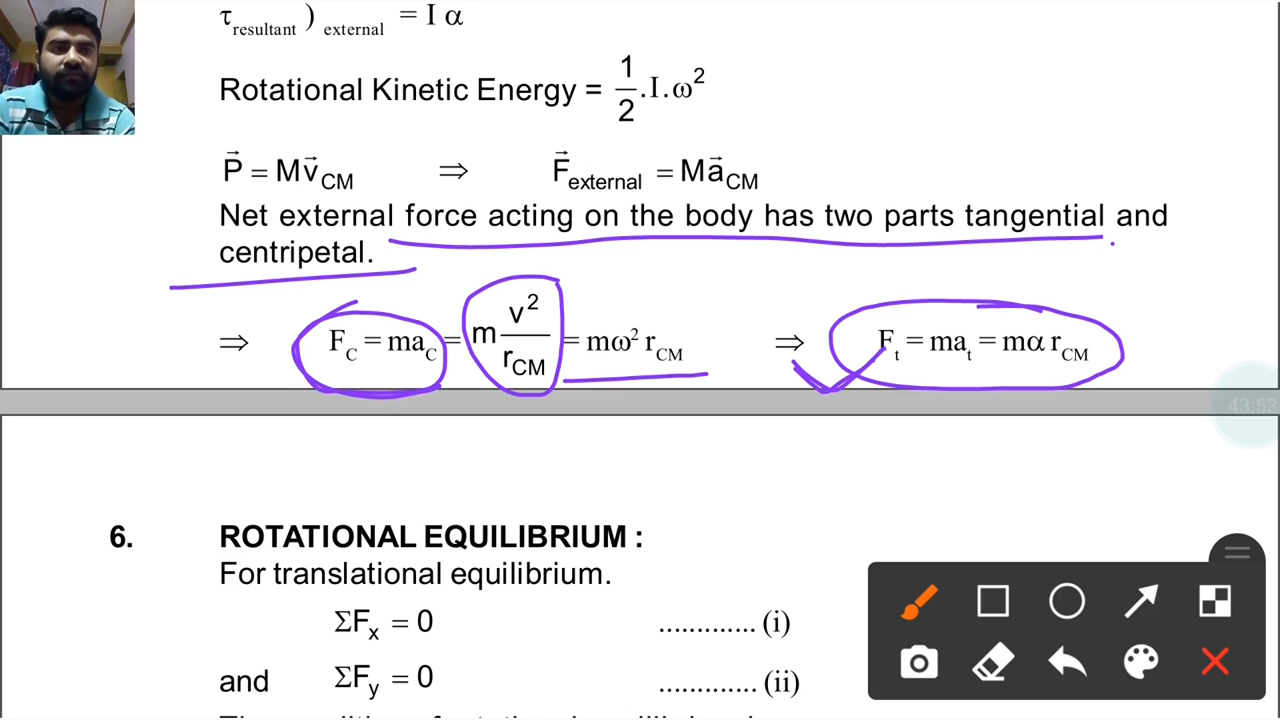 τresultant ) external = I α
Rotational Kinetic Energy = 1/2 .I.ω²
P⃗ = Mv⃗CM ⇒ F⃗external = Ma⃗CM
Net external force acting on the body has two parts tangential and
centripetal.
⇒ FC = maC = m v²/rCM = mω² rCM ⇒ Ft = mat = mα rCM
43:53
6. ROTATIONAL EQUILIBRIUM :
For translational equilibrium.
ΣFx = 0 .............(i)
and ΣFy = 0 .............(ii)